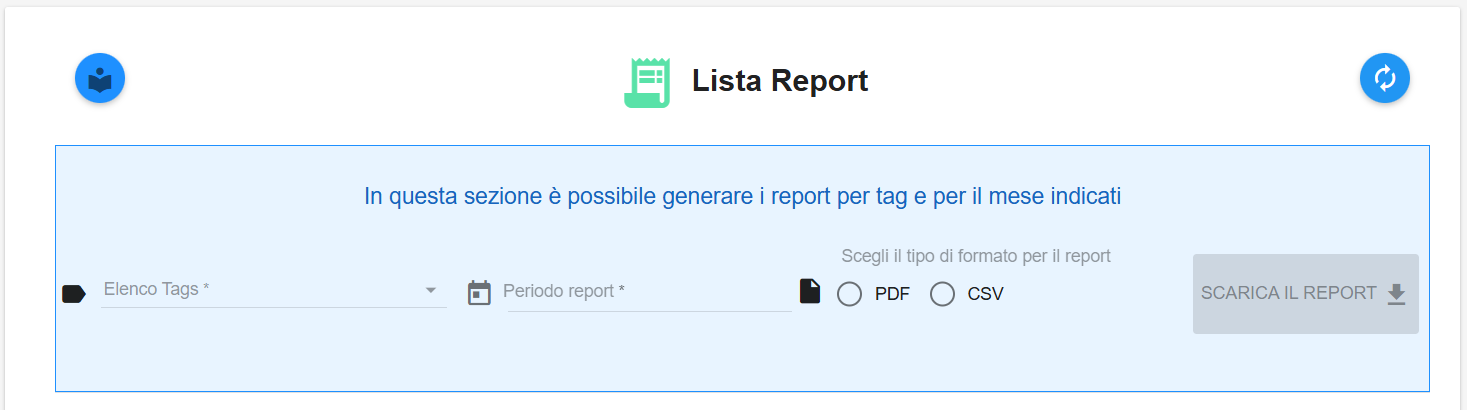 Lista Report
In questa sezione è possibile generare i report per tag e per il mese indicati
Scegli il tipo di formato per il report
Elenco Tags *
Periodo report *
PDF
CSV
SCARICA IL REPORT